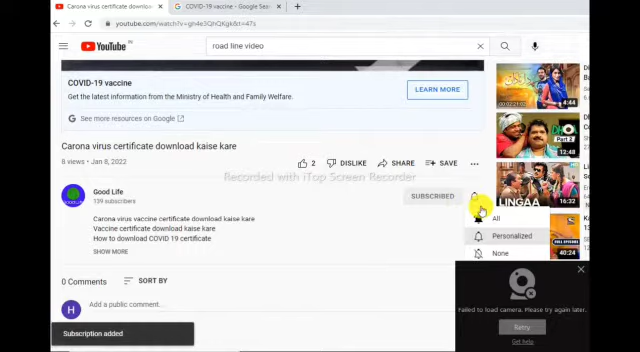 Carona virus certificate downloa
COVID-19 vaccine - Google Sea
youtube.com/watch?v=gh4e3QhQKgk&t=47s
YouTube
road line video
COVID-19 vaccine
Get the latest information from the Ministry of Health and Family Welfare.
LEARN MORE
See more resources on Google
Carona virus certificate download kaise kare
8 views • Jan 8, 2022
2
DISLIKE
SHARE
SAVE
Recorded with iTop Screen Recorder
Good Life
139 subscribers
SUBSCRIBED
Carona virus vaccine certificate download kaise kare
Vaccine certificate download kaise kare
How to download COVID 19 certificate
SHOW MORE
All
Personalized
None
0 Comments
SORT BY
H
Add a public comment...
Subscription added
4:44
Part 2
12:48
LINGAA
16:32
40:24
Failed to load camera. Please try again later.
Retry
Get help